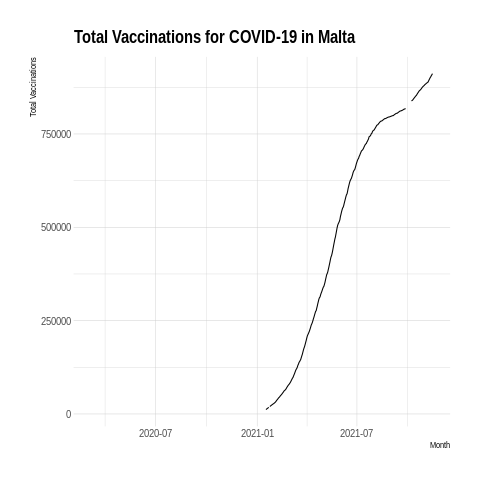 Total Vaccinations for COVID-19 in Malta
Total Vaccinations
750000
500000
250000
0
2020-07 2021-01 2021-07
Month